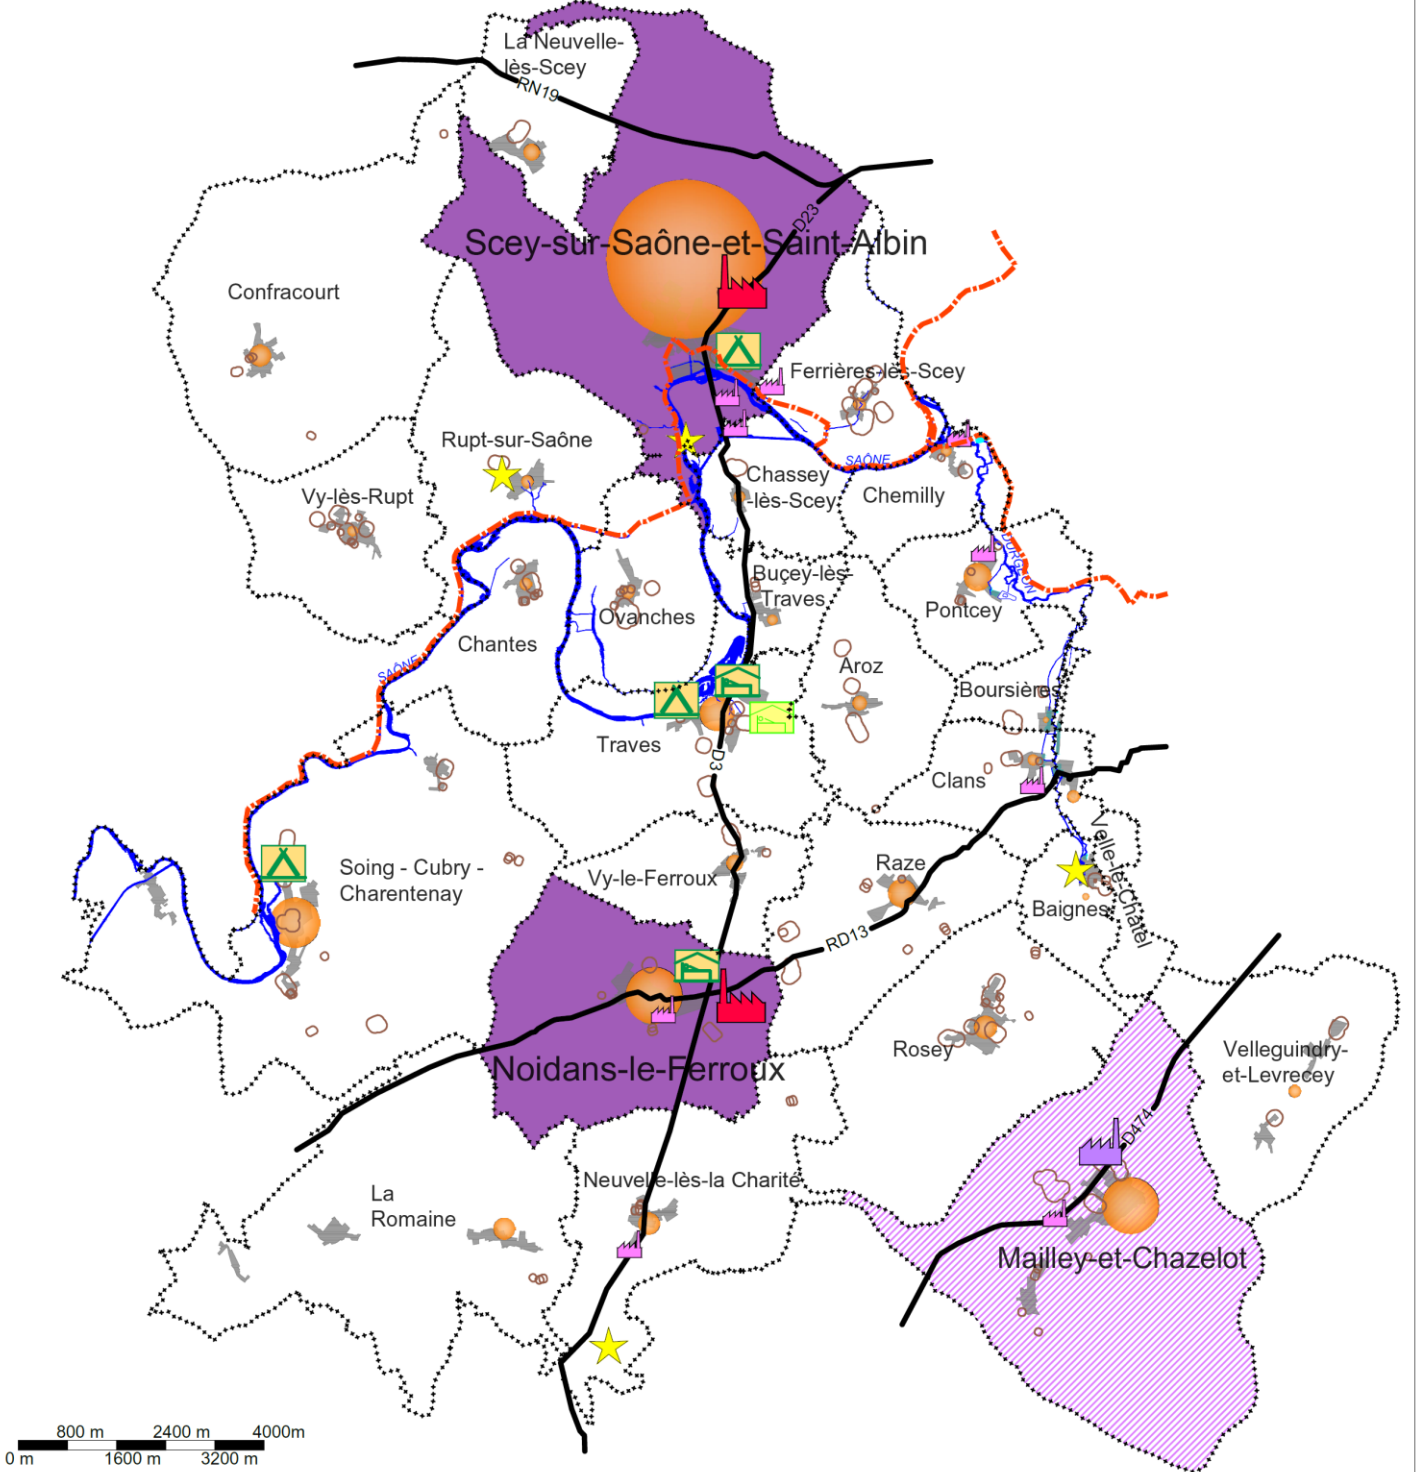 La Neuvelle-
lès-Scey
RN19
D23
Scey-sur-Saône-et-Saint-Albin
Confracourt
Ferrières-lès-Scey
Rupt-sur-Saône
SAÔNE
Chassey
-lès-Scey
Chemilly
Vy-lès-Rupt
DURGEON
Buçey-lès-
Traves
Pontcey
Ovanches
Chantes
SAÔNE
Aroz
Boursières
Traves
D3
Clans
Velle-le-Châtel
Raze
Soing - Cubry -
Charentenay
Vy-le-Ferroux
Baignes
RD13
Rosey
Velleguindry-
et-Levrecey
Noidans-le-Ferroux
D474
Neuvelle-lès-la Charité
La
Romaine
Mailley-et-Chazelot
800 m 2400 m 4000m
0 m 1600 m 3200 m